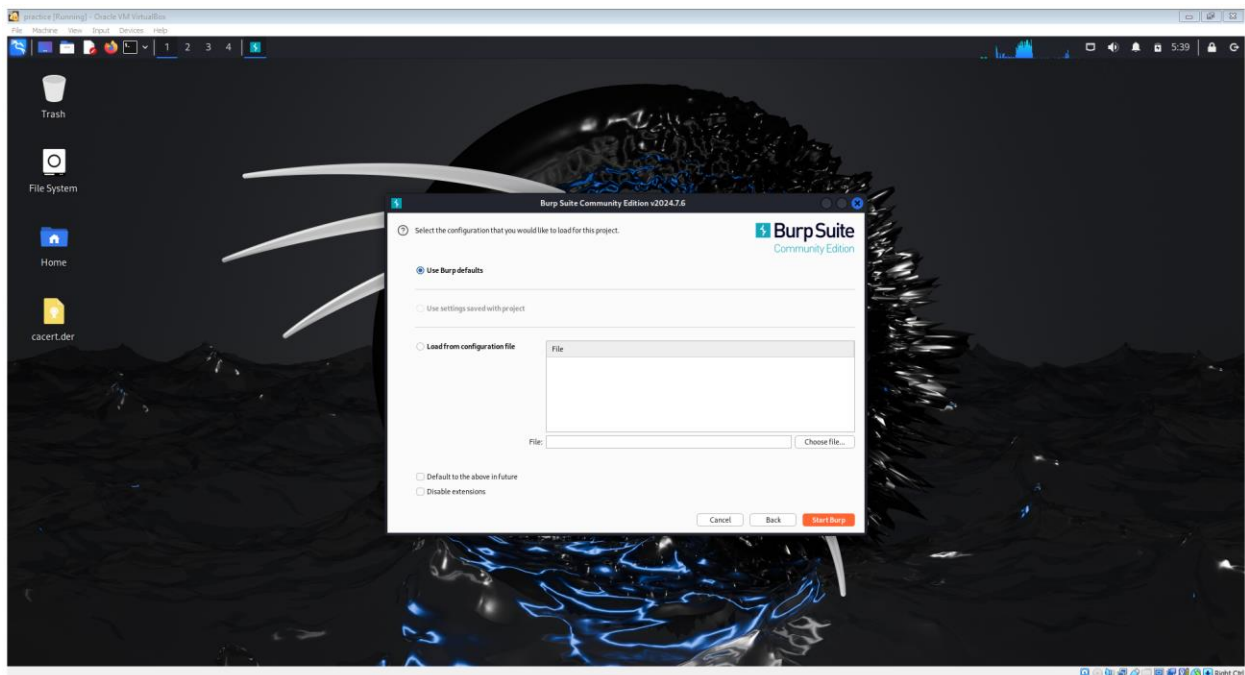 practice [Running] - Oracle VM VirtualBox
File Machine View Input Devices Help
1 2 3 4
5:39
Trash
File System
Home
cacert.der
Burp Suite Community Edition v2024.7.6
Select the configuration that you would like to load for this project.
Burp Suite
Community Edition
Use Burp defaults
Use settings saved with project
Load from configuration file
File
File:
Choose file...
Default to the above in future
Disable extensions
Cancel Back Start Burp
Right Ctrl